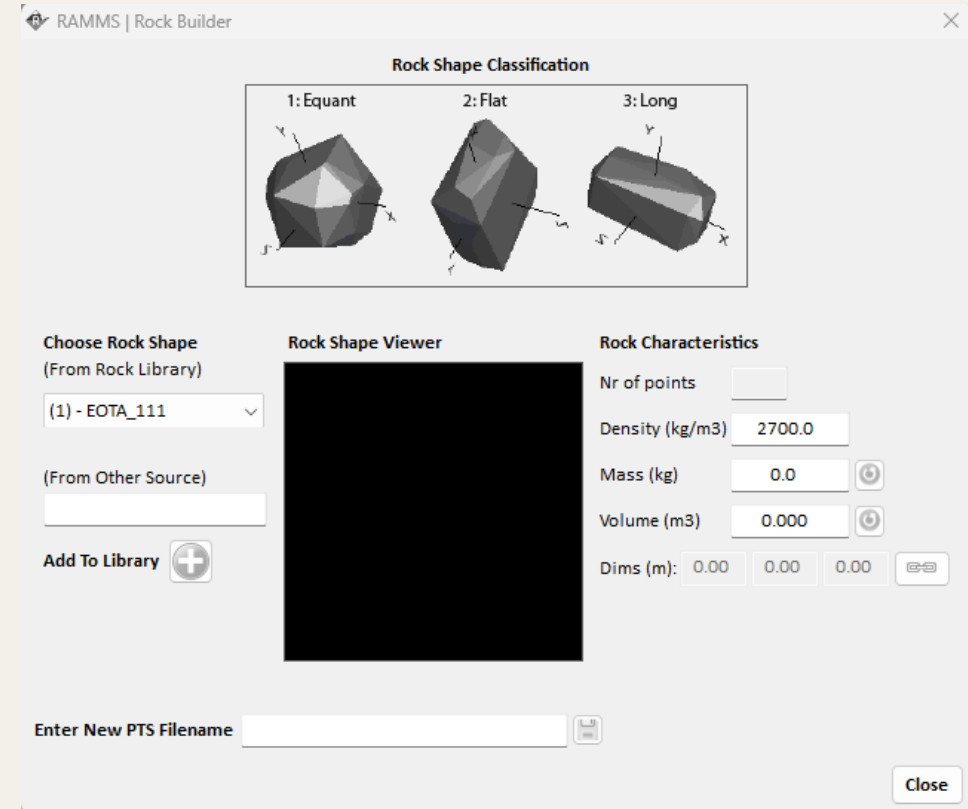 RAMMS | Rock Builder
Rock Shape Classification
1: Equant 2: Flat 3: Long
Y X S
Y S
Y S X
Choose Rock Shape
(From Rock Library)
(1) - EOTA_111
(From Other Source)
Add To Library
Rock Shape Viewer
Rock Characteristics
Nr of points
Density (kg/m3) 2700.0
Mass (kg) 0.0
Volume (m3) 0.000
Dims (m): 0.00 0.00 0.00
Enter New PTS Filename
Close